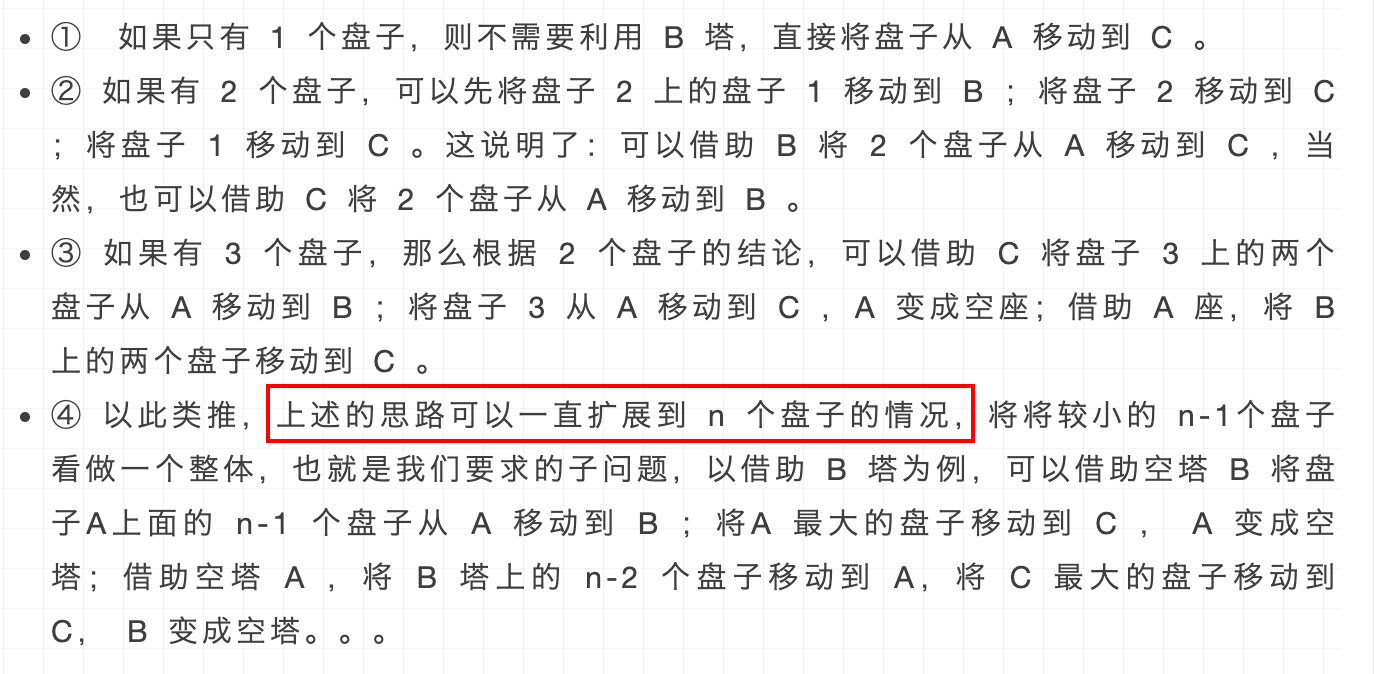 • ① 如果只有 1 个盘子，则不需要利用 B 塔，直接将盘子从 A 移动到 C 。
• ② 如果有 2 个盘子，可以先将盘子 2 上的盘子 1 移动到 B ；将盘子 2 移动到 C
；将盘子 1 移动到 C 。这说明了：可以借助 B 将 2 个盘子从 A 移动到 C ，当
然，也可以借助 C 将 2 个盘子从 A 移动到 B 。
• ③ 如果有 3 个盘子，那么根据 2 个盘子的结论，可以借助 C 将盘子 3 上的两个
盘子从 A 移动到 B ；将盘子 3 从 A 移动到 C ，A 变成空座；借助 A 座，将 B
上的两个盘子移动到 C 。
• ④ 以此类推，上述的思路可以一直扩展到 n 个盘子的情况，将将较小的 n-1个盘子
看做一个整体，也就是我们要求的子问题，以借助 B 塔为例，可以借助空塔 B 将盘
子A上面的 n-1 个盘子从 A 移动到 B ；将A 最大的盘子移动到 C ， A 变成空
塔；借助空塔 A ，将 B 塔上的 n-2 个盘子移动到 A，将 C 最大的盘子移动到
C， B 变成空塔。。。